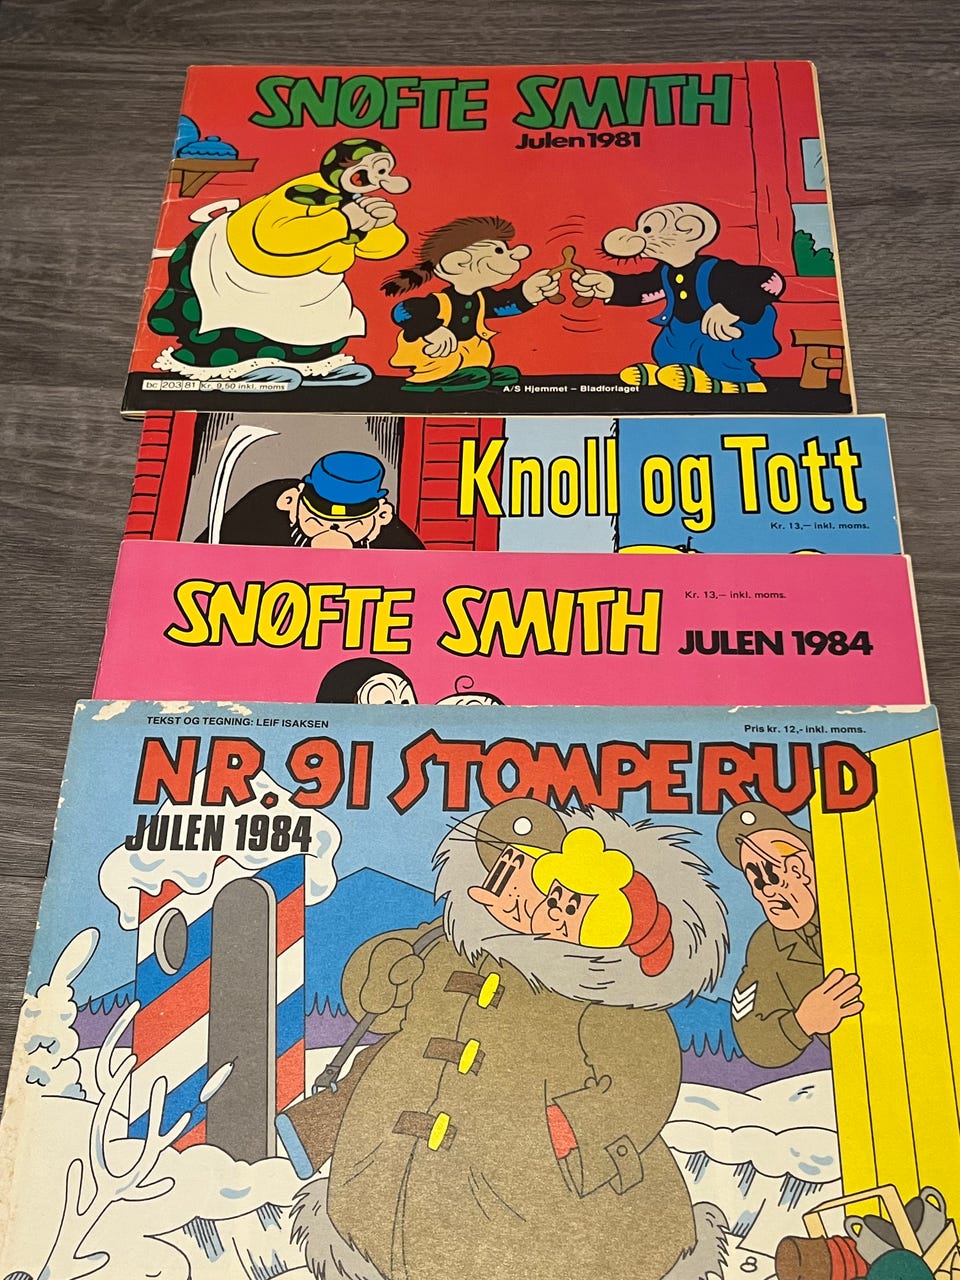 SNØFTE SMITH
Julen 1981
bc 203 81 Kr. 9,50 inkl. moms
A/S Hjemmet – Bladforlaget
Knoll og Tott
Kr. 13,– inkl. moms.
SNØFTE SMITH
Kr. 13,– inkl. moms.
JULEN 1984
TEKST OG TEGNING: LEIF ISAKSEN
Pris kr. 12,- inkl. moms.
NR. 91 STOMPERUD
JULEN 1984